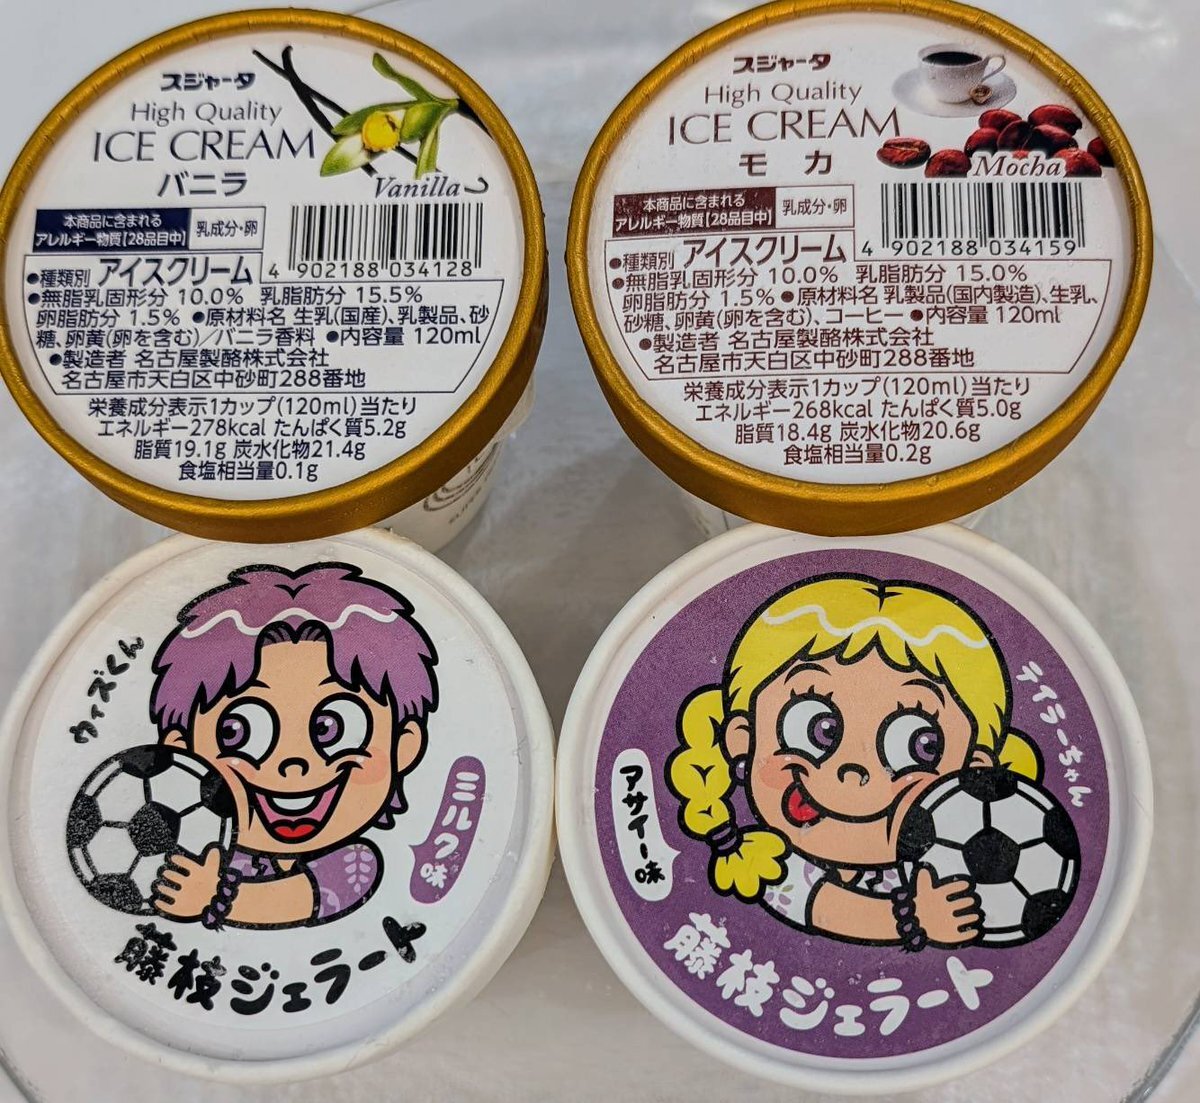 スジャータ
High Quality
ICE CREAM
バニラ
Vanilla
本商品に含まれる
アレルギー物質【28品目中】
乳成分・卵
4 902188 034128
●種類別 アイスクリーム
●無脂乳固形分 10.0% 乳脂肪分 15.5%
卵脂肪分 1.5% ●原材料名 生乳(国産)、乳製品、砂
糖、卵黄(卵を含む)/バニラ香料 ●内容量 120ml
●製造者 名古屋製酪株式会社
名古屋市天白区中砂町288番地
栄養成分表示1カップ(120ml)当たり
エネルギー278kcal たんぱく質5.2g
脂質19.1g 炭水化物21.4g
食塩相当量0.1g
スジャータ
High Quality
ICE CREAM
モカ
Mocha
本商品に含まれる
アレルギー物質【28品目中】
乳成分・卵
4 902188 034159
●種類別 アイスクリーム
●無脂乳固形分 10.0% 乳脂肪分 15.0%
卵脂肪分 1.5% ●原材料名 乳製品(国内製造)、生乳、
砂糖、卵黄(卵を含む)、コーヒー ●内容量 120ml
●製造者 名古屋製酪株式会社
名古屋市天白区中砂町288番地
栄養成分表示1カップ(120ml)当たり
エネルギー268kcal たんぱく質5.0g
脂質18.4g 炭水化物20.6g
食塩相当量0.2g
ウィズくん
ミルク味
藤枝ジェラート
テイラーちゃん
アサイー味
藤枝ジェラート